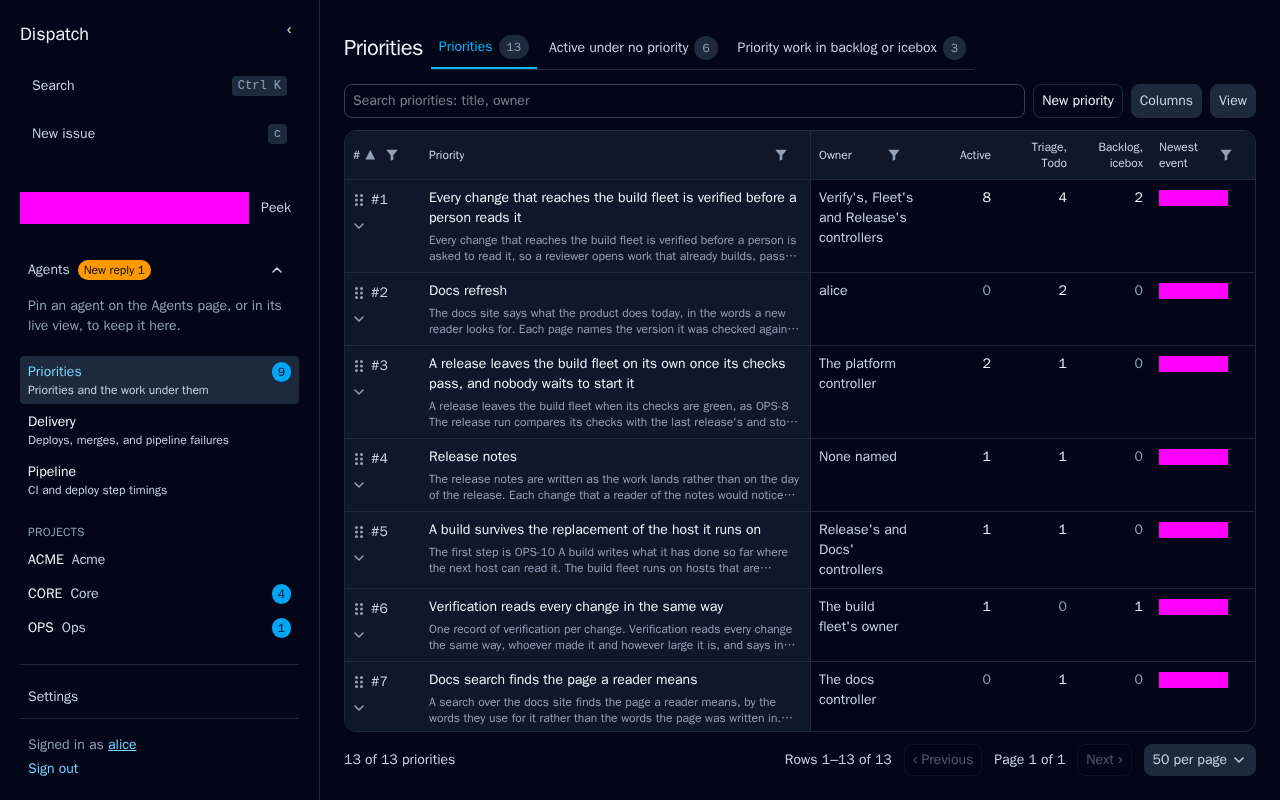 Dispatch
‹
Search
Ctrl K
New issue
C
Peek
Agents
New reply 1
Pin an agent on the Agents page, or in its
live view, to keep it here.
Priorities
9
Priorities and the work under them
Delivery
Deploys, merges, and pipeline failures
Pipeline
CI and deploy step timings
PROJECTS
ACME Acme
CORE Core
4
OPS Ops
1
Settings
Signed in as alice
Sign out
Priorities
Priorities 13
Active under no priority 6
Priority work in backlog or icebox 3
Search priorities: title, owner
New priority
Columns
View
# ▲
Priority
Owner
Active
Triage,
Todo
Backlog,
icebox
Newest
event
#1
Every change that reaches the build fleet is verified before a
person reads it
Every change that reaches the build fleet is verified before a person is
asked to read it, so a reviewer opens work that already builds, pass…
Verify's, Fleet's
and Release's
controllers
8
4
2
#2
Docs refresh
The docs site says what the product does today, in the words a new
reader looks for. Each page names the version it was checked again…
alice
0
2
0
#3
A release leaves the build fleet on its own once its checks
pass, and nobody waits to start it
A release leaves the build fleet when its checks are green, as OPS-8
The release run compares its checks with the last release's and sto…
The platform
controller
2
1
0
#4
Release notes
The release notes are written as the work lands rather than on the day
of the release. Each change that a reader of the notes would notice…
None named
1
1
0
#5
A build survives the replacement of the host it runs on
The first step is OPS-10 A build writes what it has done so far where
the next host can read it. The build fleet runs on hosts that are…
Release's and
Docs'
controllers
1
1
0
#6
Verification reads every change in the same way
One record of verification per change. Verification reads every change
the same way, whoever made it and however large it is, and says in…
The build
fleet's owner
1
0
1
#7
Docs search finds the page a reader means
A search over the docs site finds the page a reader means, by the
words they use for it rather than the words the page was written in.…
The docs
controller
0
1
0
13 of 13 priorities
Rows 1–13 of 13
‹ Previous
Page 1 of 1
Next ›
50 per page